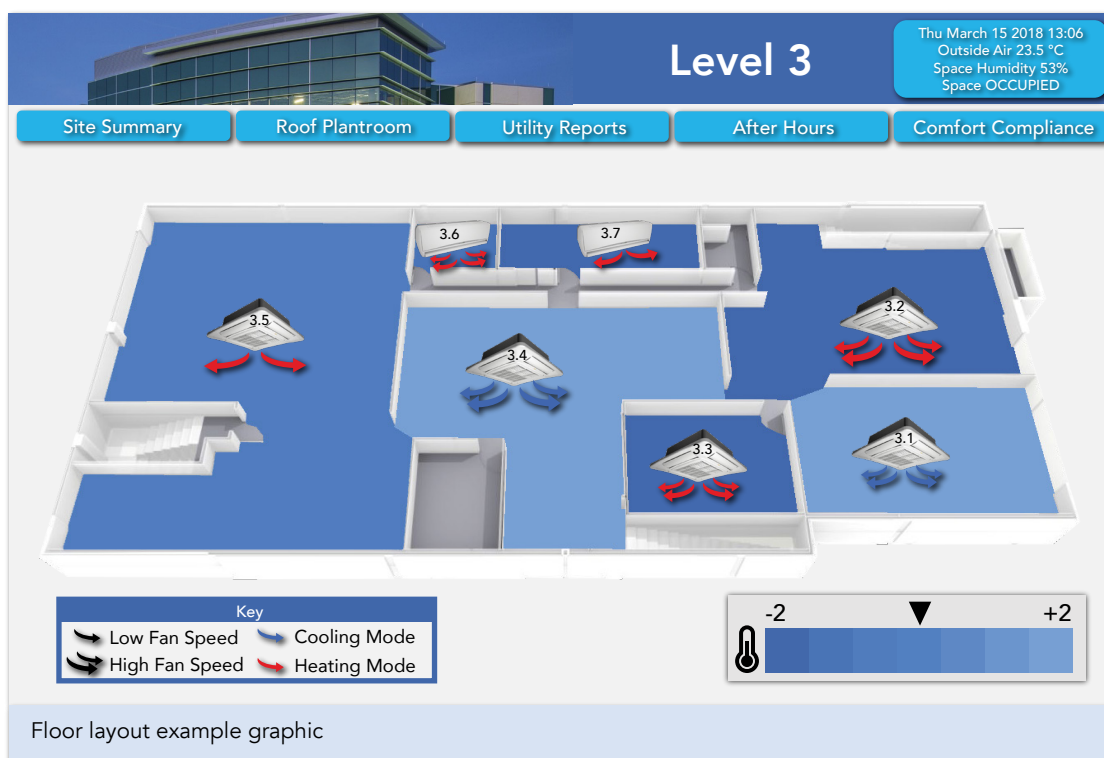 Level 3
Thu March 15 2018 13:06
Outside Air 23.5 °C
Space Humidity 53%
Space OCCUPIED
Site Summary
Roof Plantroom
Utility Reports
After Hours
Comfort Compliance
3.6
3.7
3.5
3.4
3.2
3.3
3.1
Key
Low Fan Speed
Cooling Mode
High Fan Speed
Heating Mode
-2
+2
Floor layout example graphic